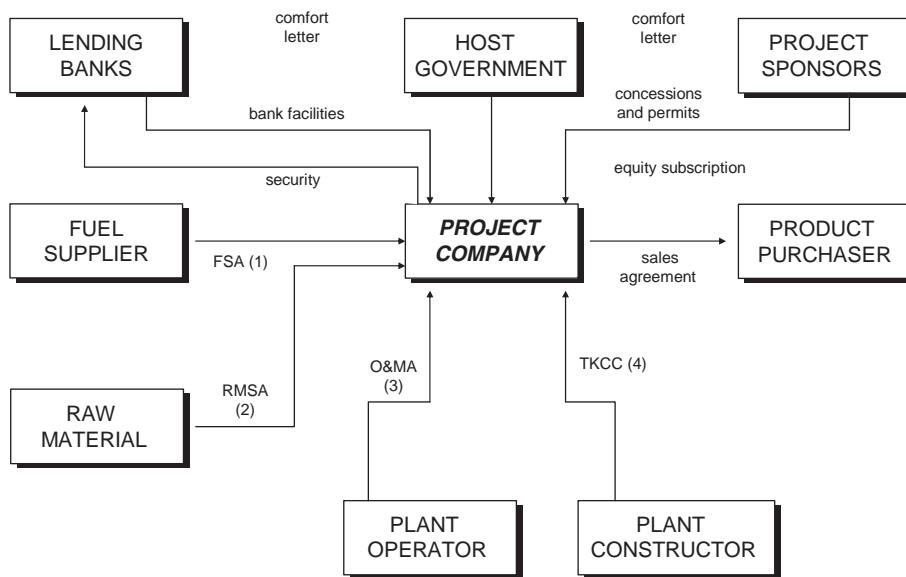 LENDING
BANKS
comfort
letter
HOST
GOVERNMENT
comfort
letter
PROJECT
SPONSORS
bank facilities
concessions
and permits
security
equity subscription
FUEL
SUPPLIER
FSA (1)
PROJECT
COMPANY
sales
agreement
PRODUCT
PURCHASER
RAW
MATERIAL
RMSA
(2)
O&MA
(3)
TKCC (4)
PLANT
OPERATOR
PLANT
CONSTRUCTOR